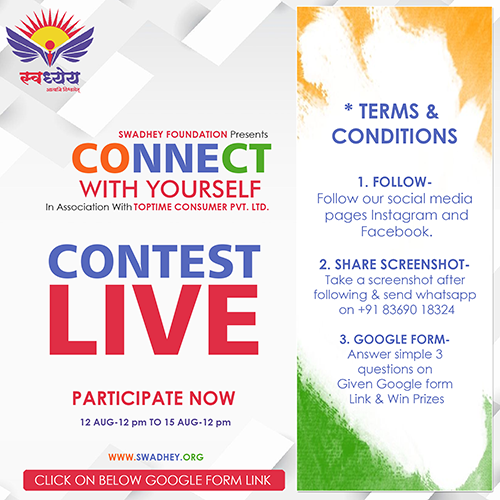 स्वध्येय
SWADHEY FOUNDATION Presents
CONNECT
WITH YOURSELF
In Association With TOPTIME CONSUMER PVT. LTD.
CONTEST
LIVE
PARTICIPATE NOW
12 AUG-12 pm TO 15 AUG-12 pm
WWW.SWADHEY.ORG
CLICK ON BELOW GOOGLE FORM LINK
* TERMS &
CONDITIONS
1. FOLLOW-
Follow our social media
pages Instagram and
Facebook.
2. SHARE SCREENSHOT-
Take a screenshot after
following & send whatsapp
on +91 83690 18324
3. GOOGLE FORM-
Answer simple 3
questions on
Given Google form
Link & Win Prizes